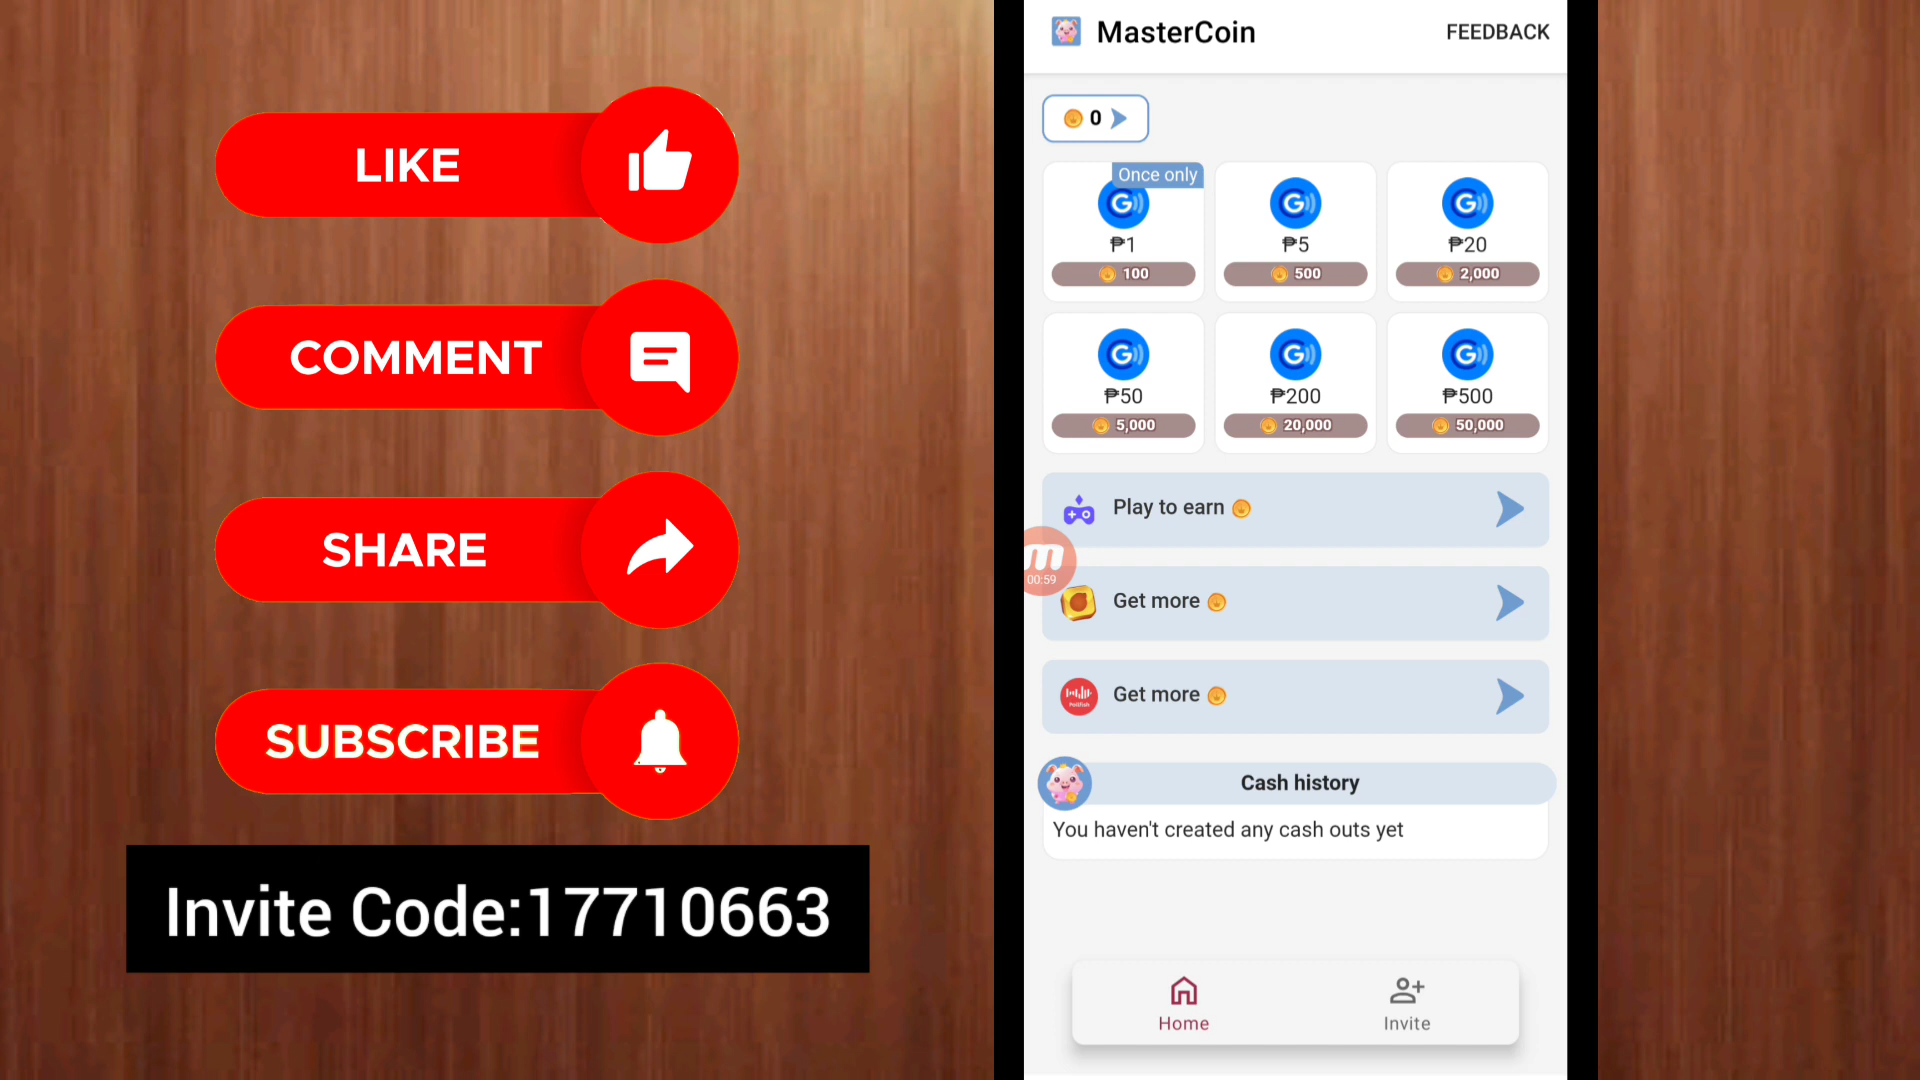 LIKE
COMMENT
SHARE
SUBSCRIBE
Invite Code:17710663
MasterCoin
FEEDBACK
0
Once only
₱1
100
₱5
500
₱20
2,000
₱50
5,000
₱200
20,000
₱500
50,000
Play to earn
00:59
Get more
Get more
Pollfish
Cash history
You haven't created any cash outs yet
Home
Invite